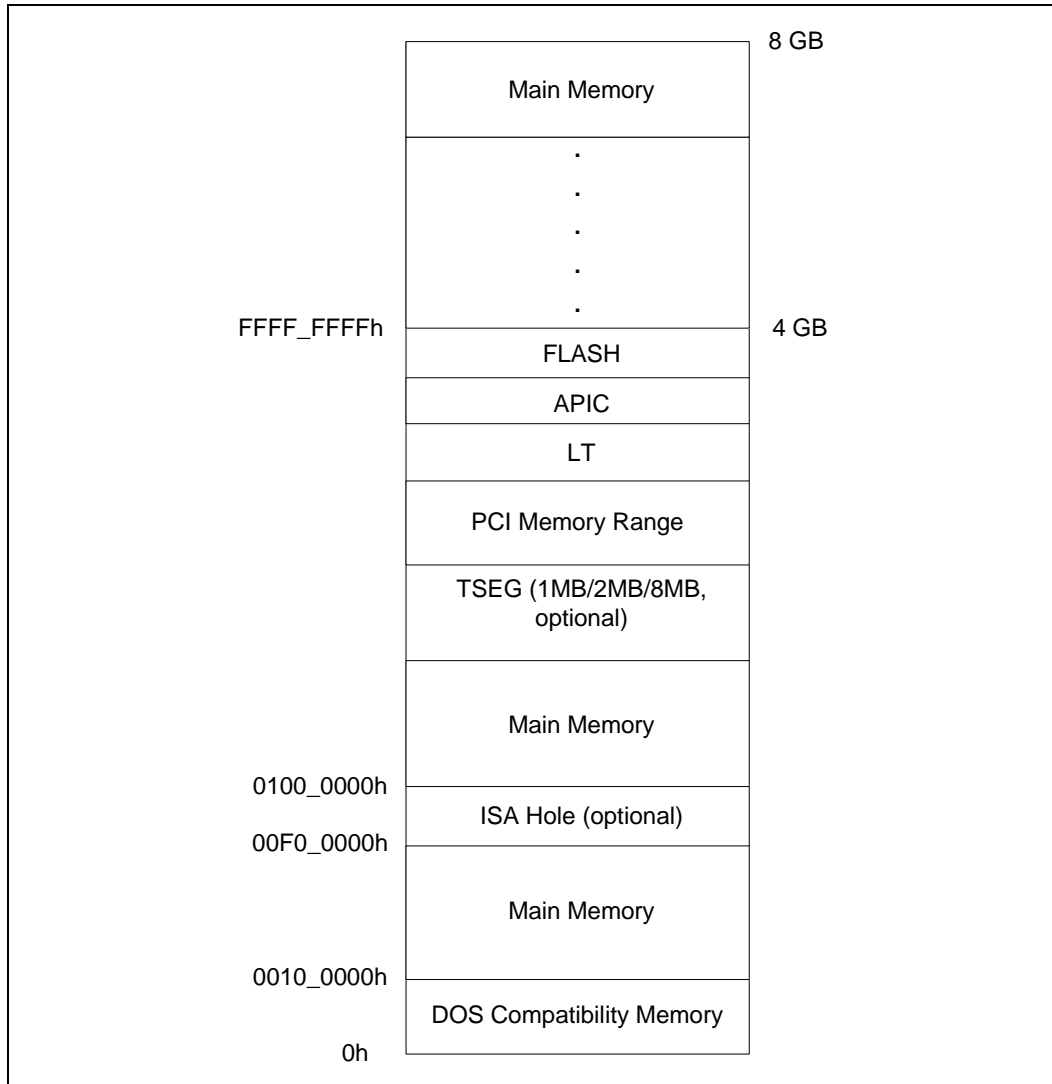 8 GB
Main Memory
.
.
.
.
.
FFFF_FFFFh
4 GB
FLASH
APIC
LT
PCI Memory Range
TSEG (1MB/2MB/8MB,
optional)
Main Memory
0100_0000h
ISA Hole (optional)
00F0_0000h
Main Memory
0010_0000h
DOS Compatibility Memory
0h